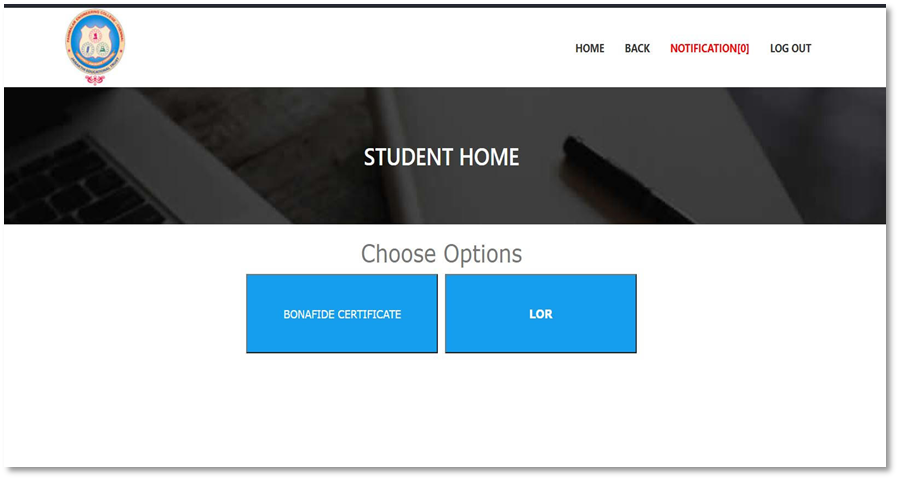 HOME BACK NOTIFICATION[0] LOG OUT
STUDENT HOME
Choose Options
BONAFIDE CERTIFICATE LOR